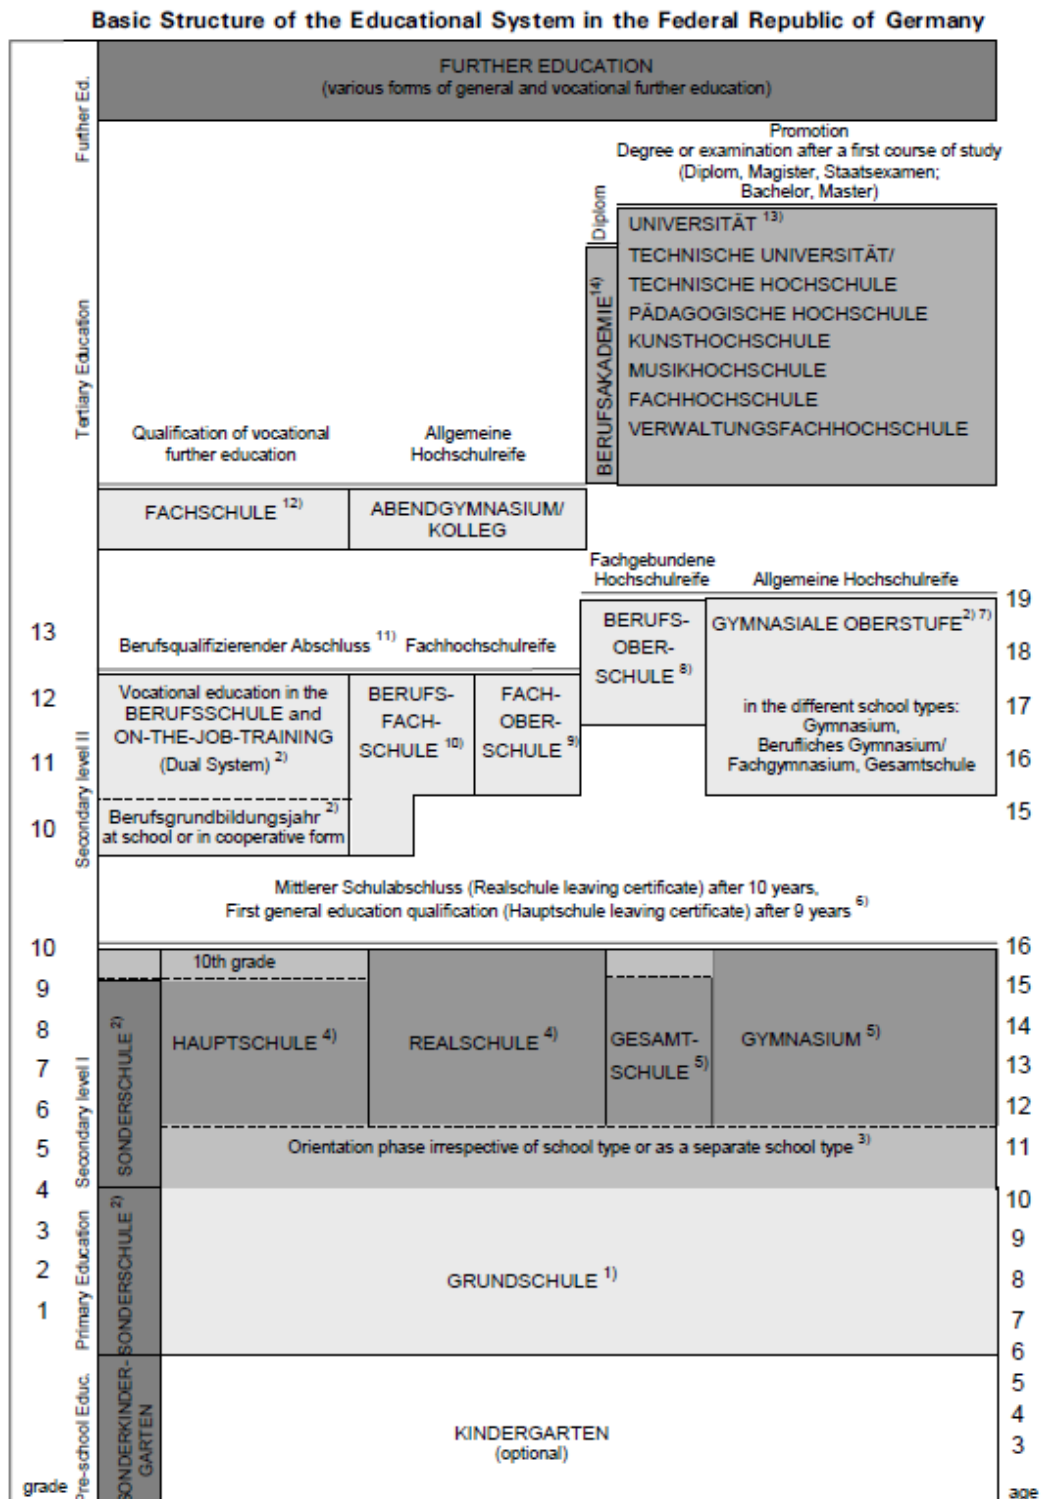 Basic Structure of the Educational System in the Federal Republic of Germany
Further Ed.
FURTHER EDUCATION
(various forms of general and vocational further education)
Promotion
Degree or examination after a first course of study
(Diplom, Magister, Staatsexamen;
Bachelor, Master)
Tertiary Education
Diplom
BERUFSAKADEMIE 14)
UNIVERSITÄT 13)
TECHNISCHE UNIVERSITÄT/
TECHNISCHE HOCHSCHULE
PÄDAGOGISCHE HOCHSCHULE
KUNSTHOCHSCHULE
MUSIKHOCHSCHULE
FACHHOCHSCHULE
VERWALTUNGSFACHHOCHSCHULE
Qualification of vocational
further education
Allgemeine
Hochschulreife
FACHSCHULE 12)
ABENDGYMNASIUM/
KOLLEG
Fachgebundene
Hochschulreife
Allgemeine Hochschulreife
19
13
Berufsqualifizierender Abschluss 11)
Fachhochschulreife
BERUFS-
OBER-
SCHULE 8)
GYMNASIALE OBERSTUFE 2) 7)
18
12
Secondary level II
Vocational education in the
BERUFSSCHULE and
ON-THE-JOB-TRAINING
(Dual System) 2)
BERUFS-
FACH-
SCHULE 10)
FACH-
OBER-
SCHULE 9)
in the different school types:
Gymnasium,
Berufliches Gymnasium/
Fachgymnasium, Gesamtschule
17
11
16
10
Berufsgrundbildungsjahr 2)
at school or in cooperative form
15
Mittlerer Schulabschluss (Realschule leaving certificate) after 10 years,
First general education qualification (Hauptschule leaving certificate) after 9 years 6)
10
16
10th grade
9
15
Secondary level I
SONDERSCHULE 2)
8
HAUPTSCHULE 4)
REALSCHULE 4)
GESAMT-
SCHULE 5)
GYMNASIUM 5)
14
7
13
6
12
5
Orientation phase irrespective of school type or as a separate school type 3)
11
4
10
Primary Education
SONDERSCHULE 2)
3
9
2
GRUNDSCHULE 1)
8
1
7
6
Pre-school Educ.
SONDERKINDER-
GARTEN
5
4
KINDERGARTEN
(optional)
3
grade
age